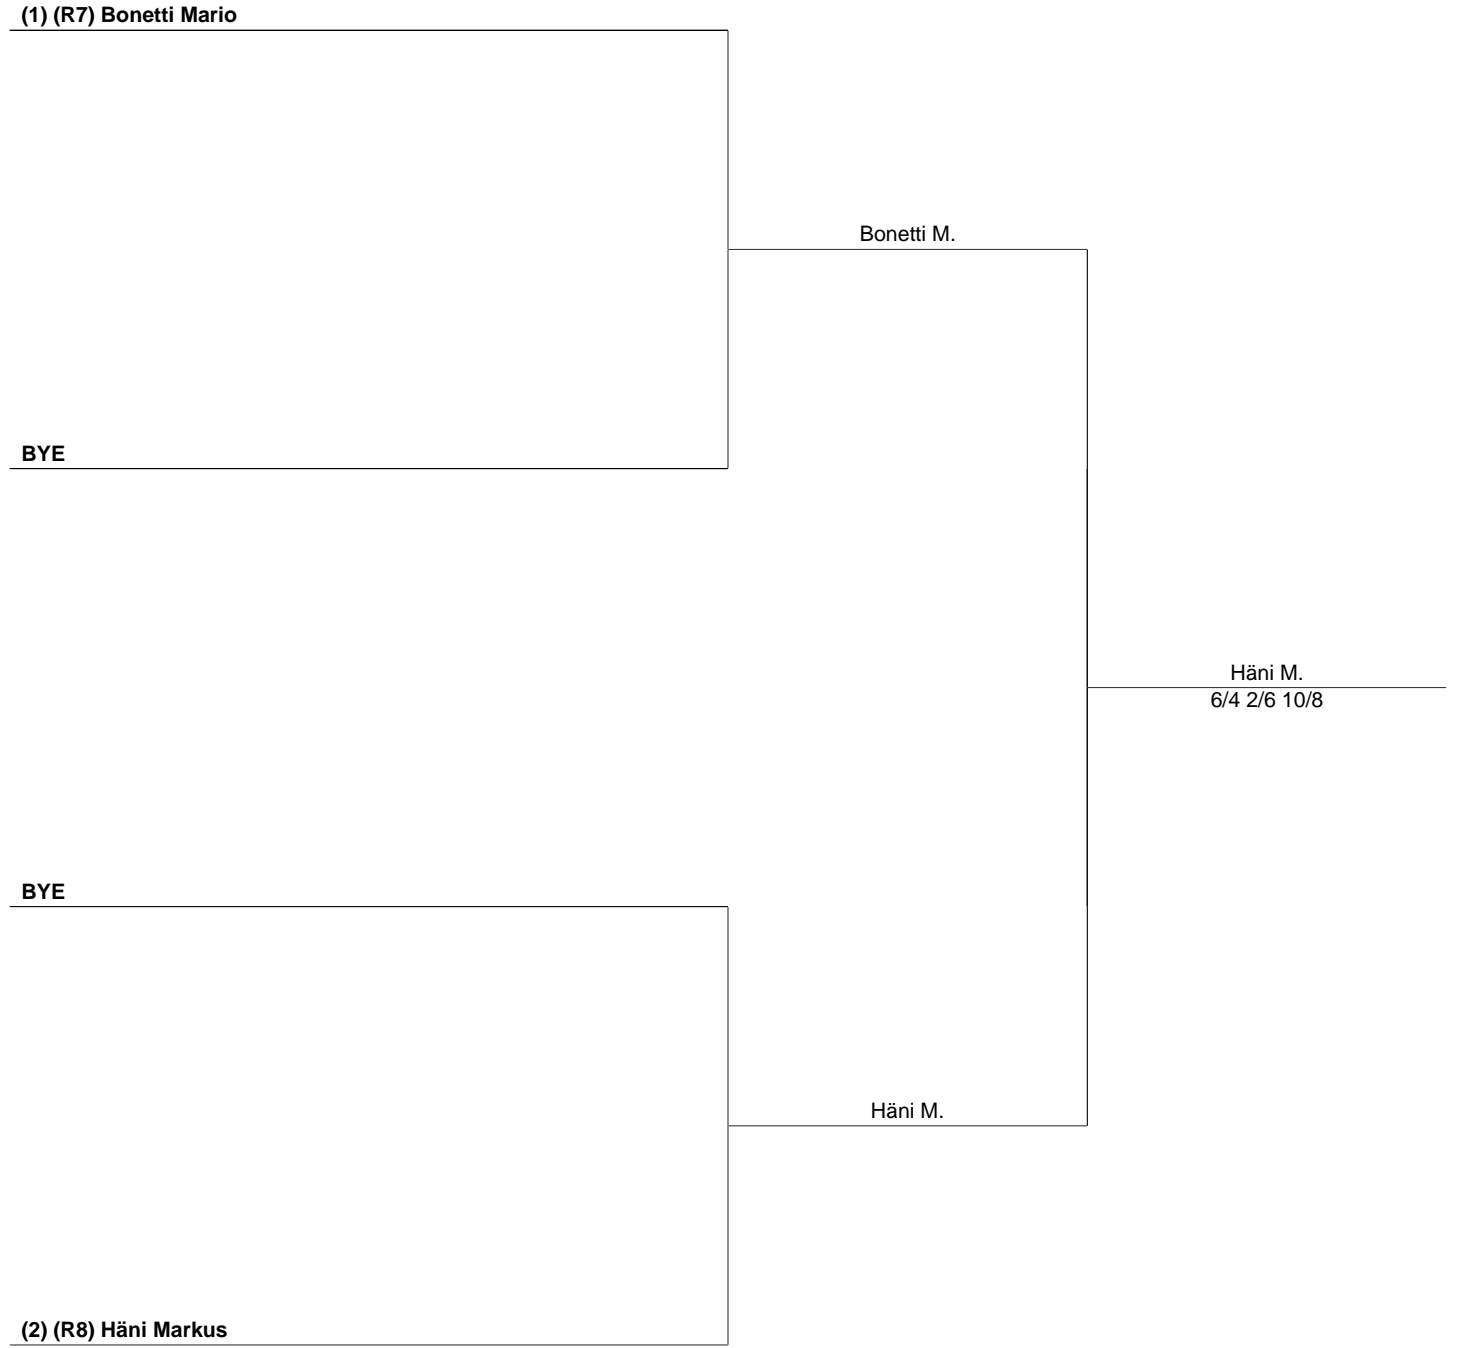 (1) (R7) Bonetti Mario
Bonetti M.
BYE
Häni M.
6/4 2/6 10/8
BYE
Häni M.
(2) (R8) Häni Markus